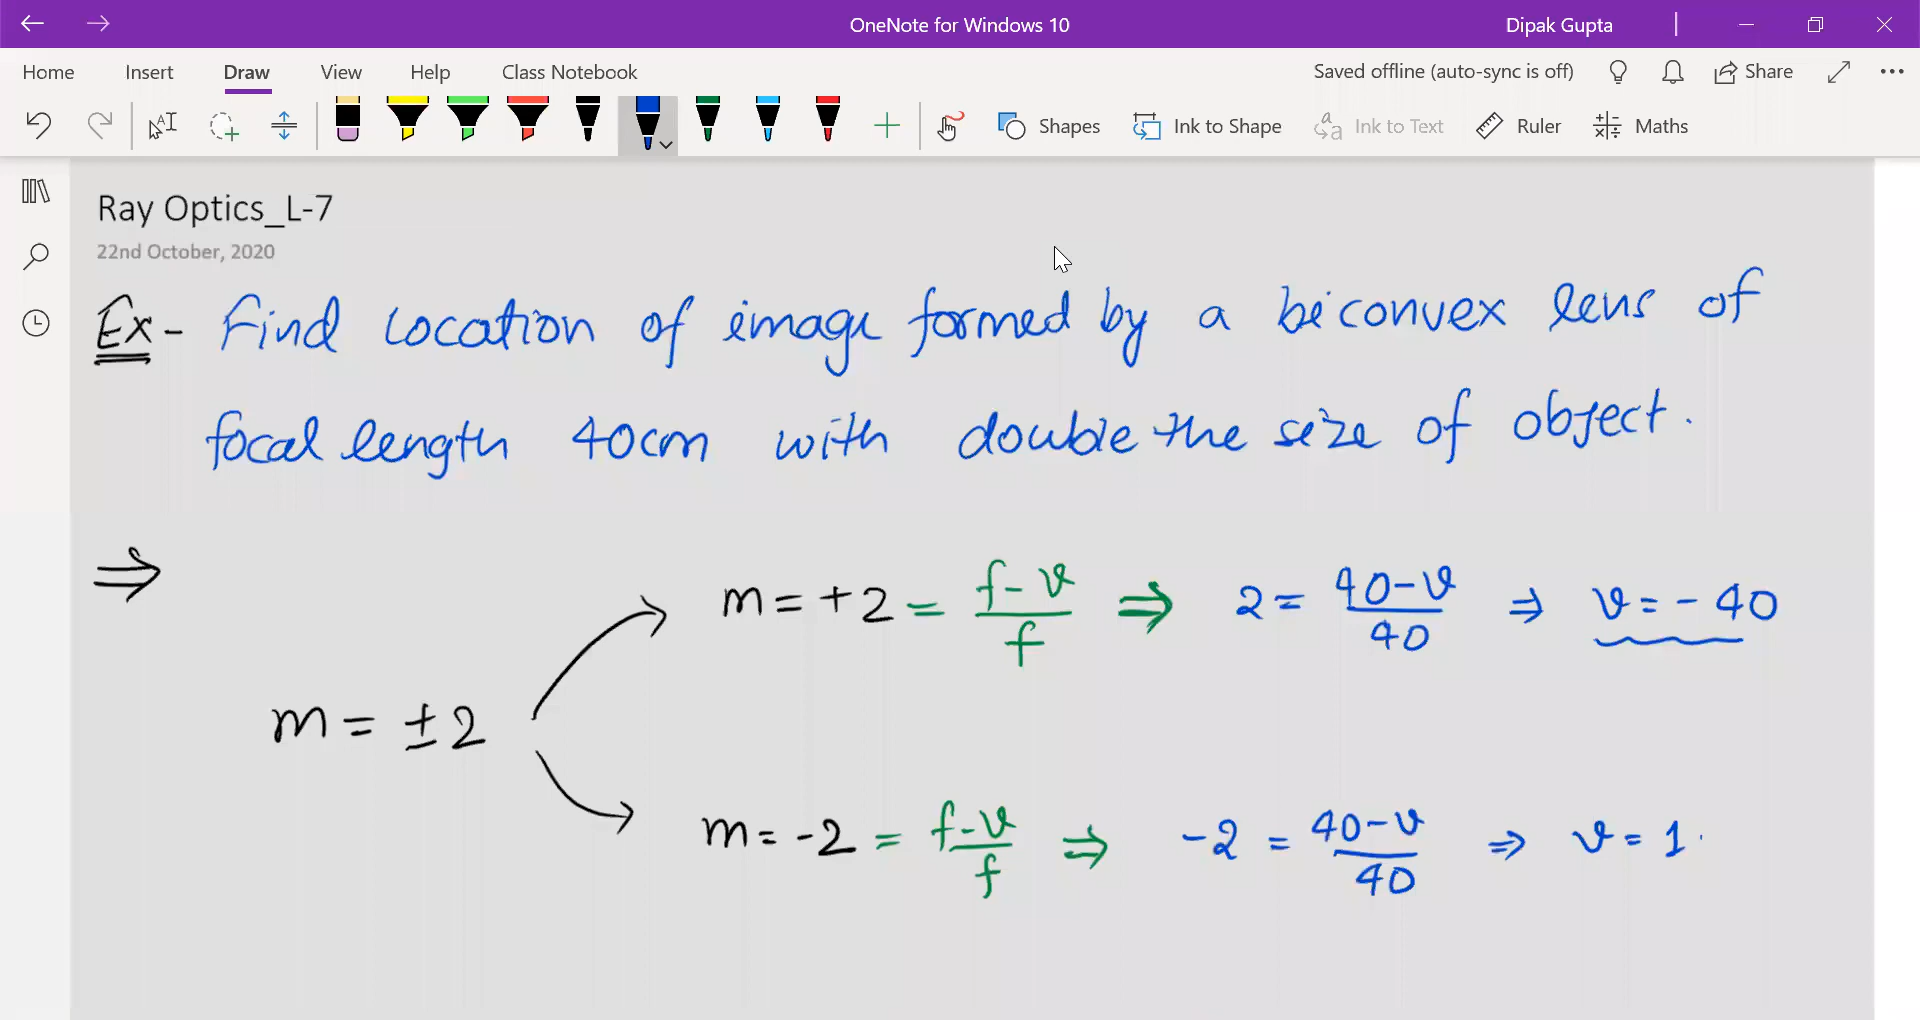 OneNote for Windows 10
Dipak Gupta
Home Insert Draw View Help Class Notebook
Saved offline (auto-sync is off) Share
Shapes Ink to Shape Ink to Text Ruler Maths
Ray Optics_L-7
22nd October, 2020
Ex - Find Location of image formed by a biconvex lens of
focal length 40cm with double the size of object.
⇒
m = +2 = f-v/f ⇒ 2 = 40-v/40 ⇒ v = - 40
m = ±2
m = -2 = f-v/f ⇒ -2 = 40-v/40 ⇒ v = 1